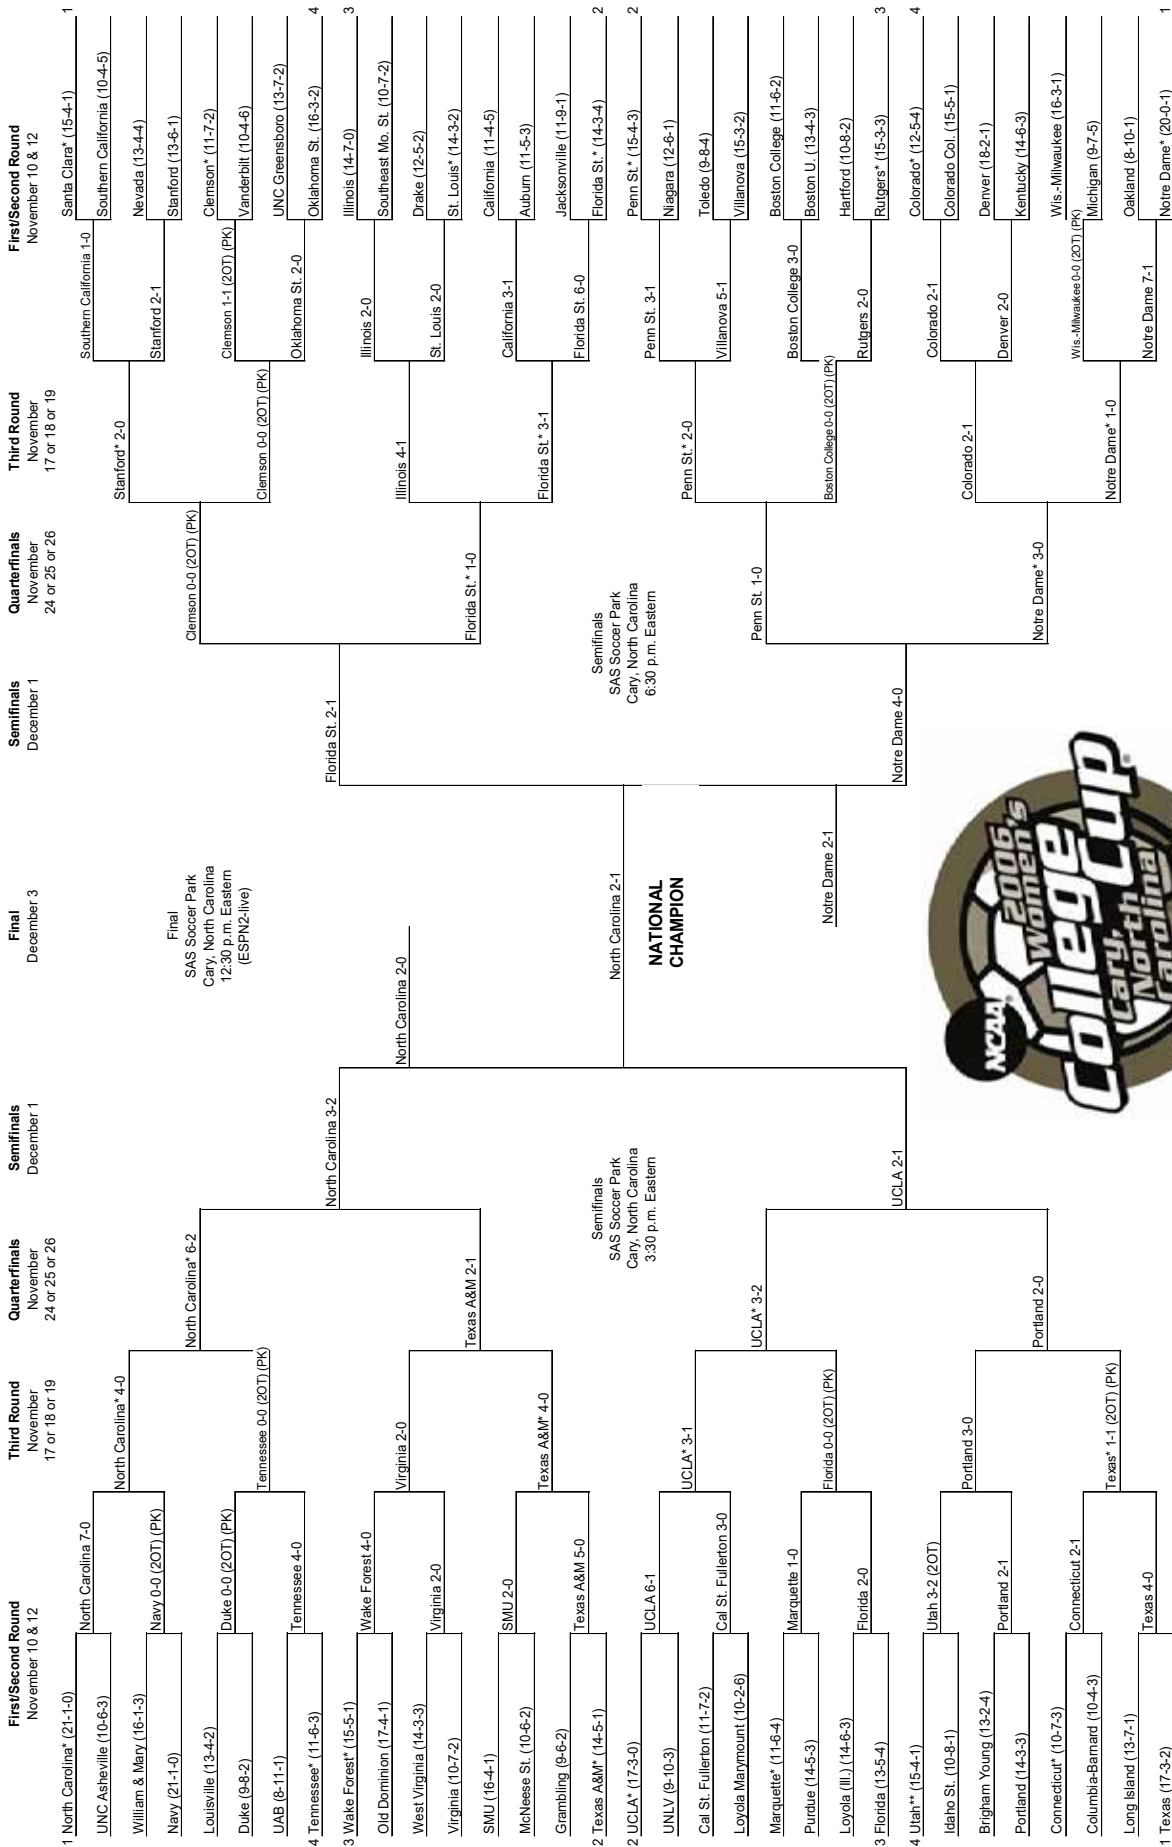 First/Second Round
November 10 & 12
Third Round
November
17 or 18 or 19
Quarterfinals
November
24 or 25 or 26
Semifinals
December 1
Final
December 3
Semifinals
December 1
Quarterfinals
November
24 or 25 or 26
Third Round
November
17 or 18 or 19
First/Second Round
November 10 & 12
1 North Carolina* (21-1-0)
UNC Asheville (10-6-3)
William & Mary (16-1-3)
Navy (21-1-0)
Louisville (13-4-2)
Duke (9-8-2)
UAB (8-11-1)
4 Tennessee* (11-6-3)
3 Wake Forest* (15-5-1)
Old Dominion (17-4-1)
West Virginia (14-3-3)
Virginia (10-7-2)
SMU (16-4-1)
McNeese St. (10-6-2)
Grambling (9-6-2)
2 Texas A&M* (14-5-1)
2 UCLA* (17-3-0)
UNLV (9-10-3)
Cal St. Fullerton (11-7-2)
Loyola Marymount (10-2-6)
Marquette* (11-6-4)
Purdue (14-5-3)
Loyola (Ill.) (14-6-3)
3 Florida (13-5-4)
4 Utah** (15-4-1)
Idaho St. (10-8-1)
Brigham Young (13-2-4)
Portland (14-3-3)
Connecticut* (10-7-3)
Columbia-Barnard (10-4-3)
Long Island (13-7-1)
1 Texas (17-3-2)
North Carolina 7-0
Navy 0-0 (2OT) (PK)
Duke 0-0 (2OT) (PK)
Tennessee 4-0
Wake Forest 4-0
Virginia 2-0
SMU 2-0
Texas A&M 5-0
UCLA 6-1
Cal St. Fullerton 3-0
Marquette 1-0
Florida 2-0
Utah 3-2 (2OT)
Portland 2-1
Connecticut 2-1
Texas 4-0
North Carolina* 4-0
Tennessee 0-0 (2OT) (PK)
Virginia 2-0
Texas A&M* 4-0
UCLA* 3-1
Florida 0-0 (2OT) (PK)
Portland 3-0
Texas* 1-1 (2OT) (PK)
North Carolina* 6-2
Texas A&M 2-1
UCLA* 3-2
Portland 2-0
North Carolina 3-2
UCLA 2-1
Semifinals
SAS Soccer Park
Cary, North Carolina
3:30 p.m. Eastern
North Carolina 2-0
North Carolina 2-1
NATIONAL
CHAMPION
Notre Dame 2-1
Final
SAS Soccer Park
Cary, North Carolina
12:30 p.m. Eastern
(ESPN2-live)
Florida St. 2-1
Notre Dame 4-0
Semifinals
SAS Soccer Park
Cary, North Carolina
6:30 p.m. Eastern
Clemson 0-0 (2OT) (PK)
Florida St.* 1-0
Penn St. 1-0
Notre Dame* 3-0
Stanford* 2-0
Clemson 0-0 (2OT) (PK)
Illinois 4-1
Florida St.* 3-1
Penn St.* 2-0
Boston College 0-0 (2OT) (PK)
Colorado 2-1
Notre Dame* 1-0
Southern California 1-0
Stanford 2-1
Clemson 1-1 (2OT) (PK)
Oklahoma St. 2-0
Illinois 2-0
St. Louis 2-0
California 3-1
Florida St. 6-0
Penn St. 3-1
Villanova 5-1
Boston College 3-0
Rutgers 2-0
Colorado 2-1
Denver 2-0
Wis.-Milwaukee 0-0 (2OT) (PK)
Notre Dame 7-1
Santa Clara* (15-4-1) 1
Southern California (10-4-5)
Nevada (13-4-4)
Stanford (13-6-1)
Clemson* (11-7-2)
Vanderbilt (10-4-6)
UNC Greensboro (13-7-2)
Oklahoma St. (16-3-2) 4
Illinois (14-7-0) 3
Southeast Mo. St. (10-7-2)
Drake (12-5-2)
St. Louis* (14-3-2)
California (11-4-5)
Auburn (11-5-3)
Jacksonville (11-9-1)
Florida St.* (14-3-4) 2
Penn St.* (15-4-3) 2
Niagara (12-6-1)
Toledo (9-8-4)
Villanova (15-3-2)
Boston College (11-6-2)
Boston U. (13-4-3)
Hartford (10-8-2)
Rutgers* (15-3-3) 3
Colorado* (12-5-4) 4
Colorado Col. (15-5-1)
Denver (18-2-1)
Kentucky (14-6-3)
Wis.-Milwaukee (16-3-1)
Michigan (9-7-5)
Oakland (8-10-1)
Notre Dame* (20-0-1) 1
NCAA
2006
Women's
College Cup
Cary, North
Carolina